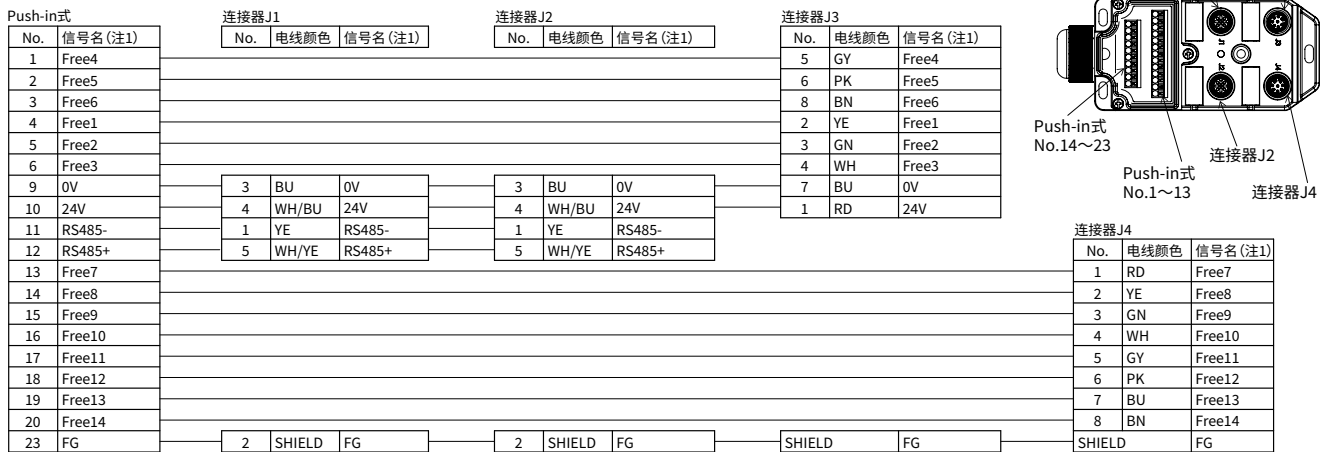 Push-in式 连接器J1 连接器J2 连接器J3
No. 信号名(注1) No. 电线颜色 信号名(注1) No. 电线颜色 信号名(注1) No. 电线颜色 信号名(注1)
1 Free4 5 GY Free4
2 Free5 6 PK Free5
3 Free6 8 BN Free6
4 Free1 2 YE Free1
5 Free2 3 GN Free2
6 Free3 4 WH Free3
9 0V 3 BU 0V 3 BU 0V 7 BU 0V
10 24V 4 WH/BU 24V 4 WH/BU 24V 1 RD 24V
11 RS485- 1 YE RS485- 1 YE RS485-
12 RS485+ 5 WH/YE RS485+ 5 WH/YE RS485+
Push-in式
No.14～23
Push-in式
No.1～13
连接器J2
连接器J4
连接器J4
No. 电线颜色 信号名(注1)
13 Free7 1 RD Free7
14 Free8 2 YE Free8
15 Free9 3 GN Free9
16 Free10 4 WH Free10
17 Free11 5 GY Free11
18 Free12 6 PK Free12
19 Free13 7 BU Free13
20 Free14 8 BN Free14
23 FG 2 SHIELD FG 2 SHIELD FG SHIELD FG SHIELD FG